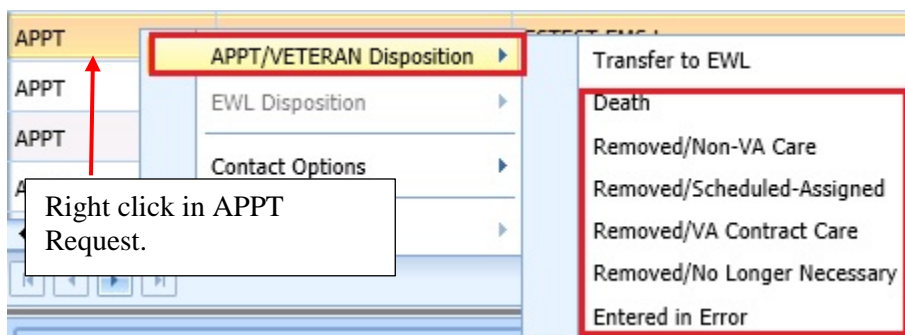 APPT
APPT/VETERAN Disposition
Transfer to EWL
APPT
EWL Disposition
Death
APPT
Removed/Non-VA Care
Contact Options
Removed/Scheduled-Assigned
Right click in APPT
Request.
Removed/VA Contract Care
Removed/No Longer Necessary
Entered in Error